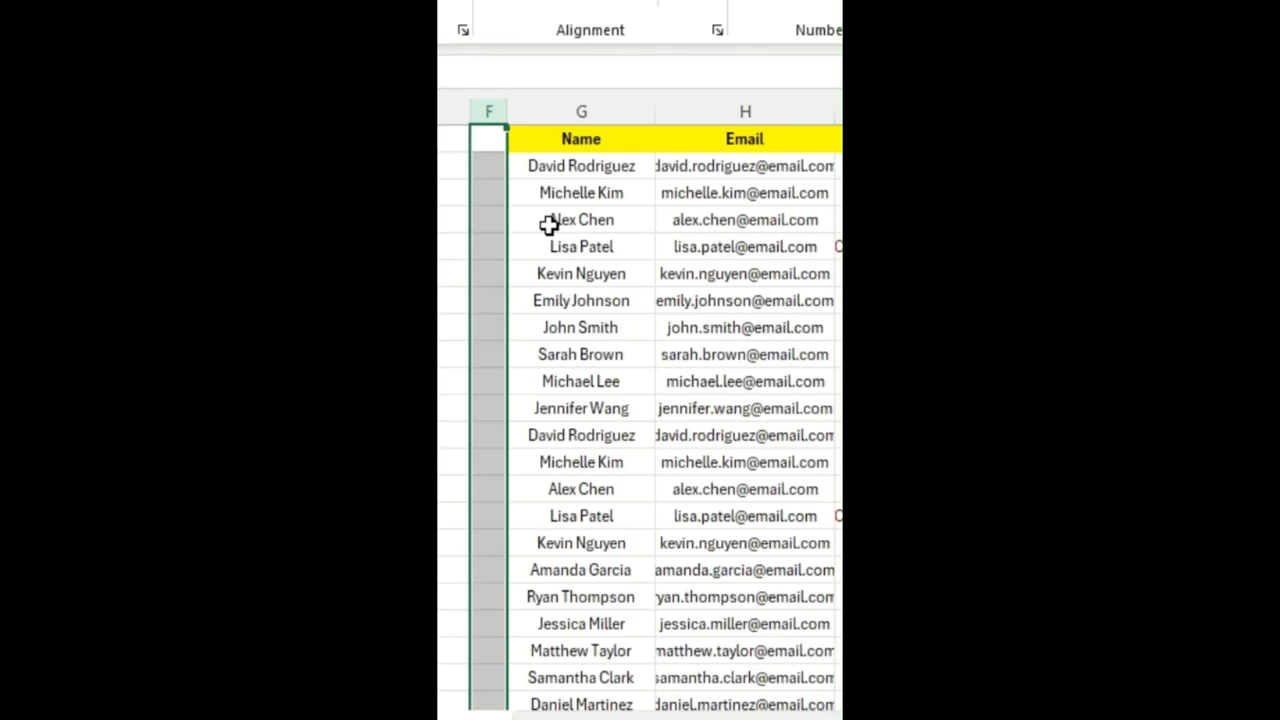 Alignment Numbe
F G H
Name Email
David Rodriguez david.rodriguez@email.com
Michelle Kim michelle.kim@email.com
Alex Chen alex.chen@email.com
Lisa Patel lisa.patel@email.com
Kevin Nguyen kevin.nguyen@email.com
Emily Johnson emily.johnson@email.com
John Smith john.smith@email.com
Sarah Brown sarah.brown@email.com
Michael Lee michael.lee@email.com
Jennifer Wang jennifer.wang@email.com
David Rodriguez david.rodriguez@email.com
Michelle Kim michelle.kim@email.com
Alex Chen alex.chen@email.com
Lisa Patel lisa.patel@email.com
Kevin Nguyen kevin.nguyen@email.com
Amanda Garcia amanda.garcia@email.com
Ryan Thompson ryan.thompson@email.com
Jessica Miller jessica.miller@email.com
Matthew Taylor matthew.taylor@email.com
Samantha Clark samantha.clark@email.com
Daniel Martinez daniel.martinez@email.com